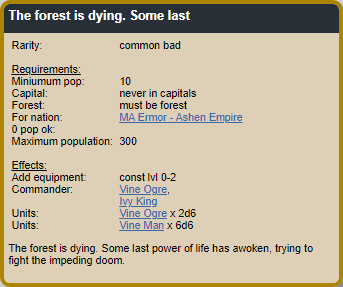 The forest is dying. Some last
Rarity: common bad
Requirements:
Miniumum pop: 10
Capital: never in capitals
Forest: must be forest
For nation: MA Ermor - Ashen Empire
0 pop ok:
Maximum population: 300
Effects:
Add equipment: const lvl 0-2
Commander: Vine Ogre,
Ivy King
Units: Vine Ogre x 2d6
Units: Vine Man x 6d6
The forest is dying. Some last power of life has awoken, trying to
fight the impeding doom.